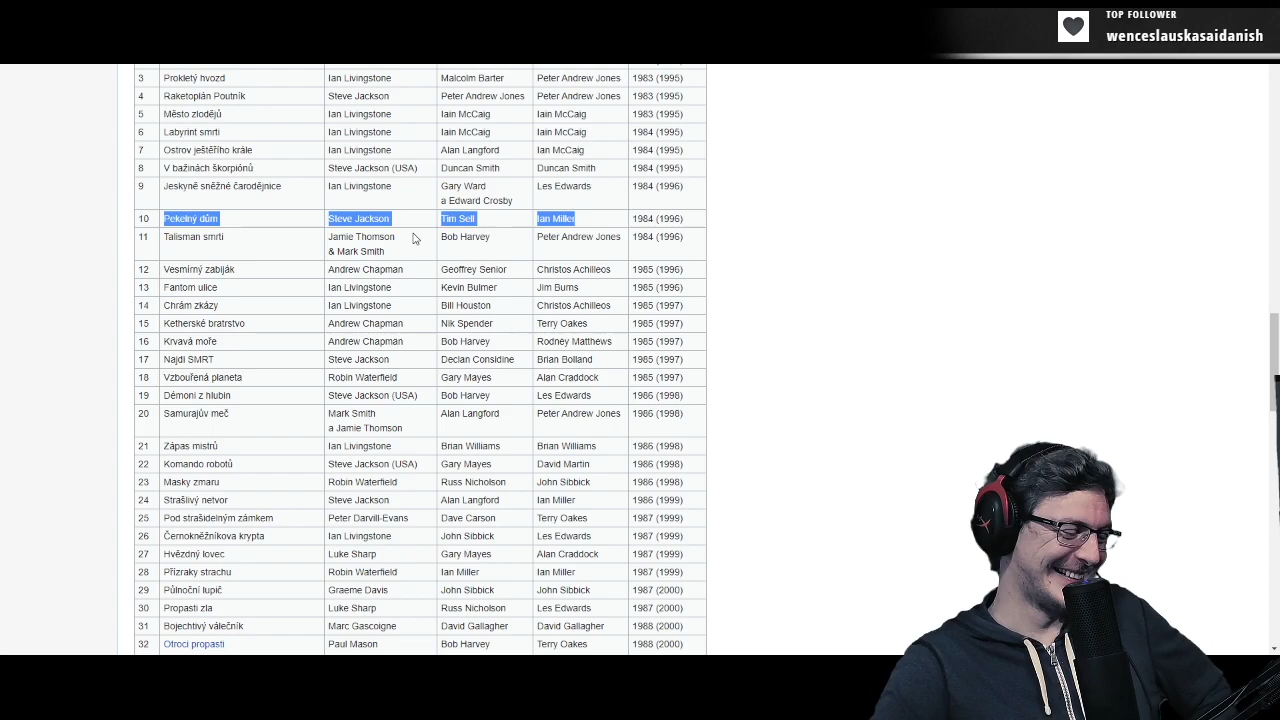 TOP FOLLOWER
wenceslauskasaidanish
3 Prokletý hvozd Ian Livingstone Malcolm Barter Peter Andrew Jones 1983 (1995)
4 Raketoplán Poutník Steve Jackson Peter Andrew Jones Peter Andrew Jones 1983 (1995)
5 Město zlodějů Ian Livingstone Iain McCaig Iain McCaig 1983 (1995)
6 Labyrint smrti Ian Livingstone Iain McCaig Iain McCaig 1984 (1995)
7 Ostrov ještěřího krále Ian Livingstone Alan Langford Ian McCaig 1984 (1995)
8 V bažinách škorpiónů Steve Jackson (USA) Duncan Smith Duncan Smith 1984 (1995)
9 Jeskyně sněžné čarodějnice Ian Livingstone Gary Ward Les Edwards 1984 (1996)
a Edward Crosby
10 Pekelný dům Steve Jackson Tim Sell Ian Miller 1984 (1996)
11 Talisman smrti Jamie Thomson Bob Harvey Peter Andrew Jones 1984 (1996)
& Mark Smith
12 Vesmírný zabiják Andrew Chapman Geoffrey Senior Christos Achilleos 1985 (1996)
13 Fantom ulice Ian Livingstone Kevin Bulmer Jim Burns 1985 (1996)
14 Chrám zkázy Ian Livingstone Bill Houston Christos Achilleos 1985 (1997)
15 Ketherské bratrstvo Andrew Chapman Nik Spender Terry Oakes 1985 (1997)
16 Krvavá moře Andrew Chapman Bob Harvey Rodney Matthews 1985 (1997)
17 Najdi SMRT Steve Jackson Declan Considine Brian Bolland 1985 (1997)
18 Vzbouřená planeta Robin Waterfield Gary Mayes Alan Craddock 1985 (1997)
19 Démoni z hlubin Steve Jackson (USA) Bob Harvey Les Edwards 1986 (1998)
20 Samurajův meč Mark Smith Alan Langford Peter Andrew Jones 1986 (1998)
a Jamie Thomson
21 Zápas mistrů Ian Livingstone Brian Williams Brian Williams 1986 (1998)
22 Komando robotů Steve Jackson (USA) Gary Mayes David Martin 1986 (1998)
23 Masky zmaru Robin Waterfield Russ Nicholson John Sibbick 1986 (1998)
24 Strašlivý netvor Steve Jackson Alan Langford Ian Miller 1986 (1999)
25 Pod strašidelným zámkem Peter Darvill-Evans Dave Carson Terry Oakes 1987 (1999)
26 Černokněžníkova krypta Ian Livingstone John Sibbick Les Edwards 1987 (1999)
27 Hvězdný lovec Luke Sharp Gary Mayes Alan Craddock 1987 (1999)
28 Přízraky strachu Robin Waterfield Ian Miller Ian Miller 1987 (1999)
29 Půlnoční lupič Graeme Davis John Sibbick John Sibbick 1987 (2000)
30 Propasti zla Luke Sharp Russ Nicholson Les Edwards 1987 (2000)
31 Bojechtivý válečník Marc Gascoigne David Gallagher David Gallagher 1988 (2000)
32 Otroci propasti Paul Mason Bob Harvey Terry Oakes 1988 (2000)